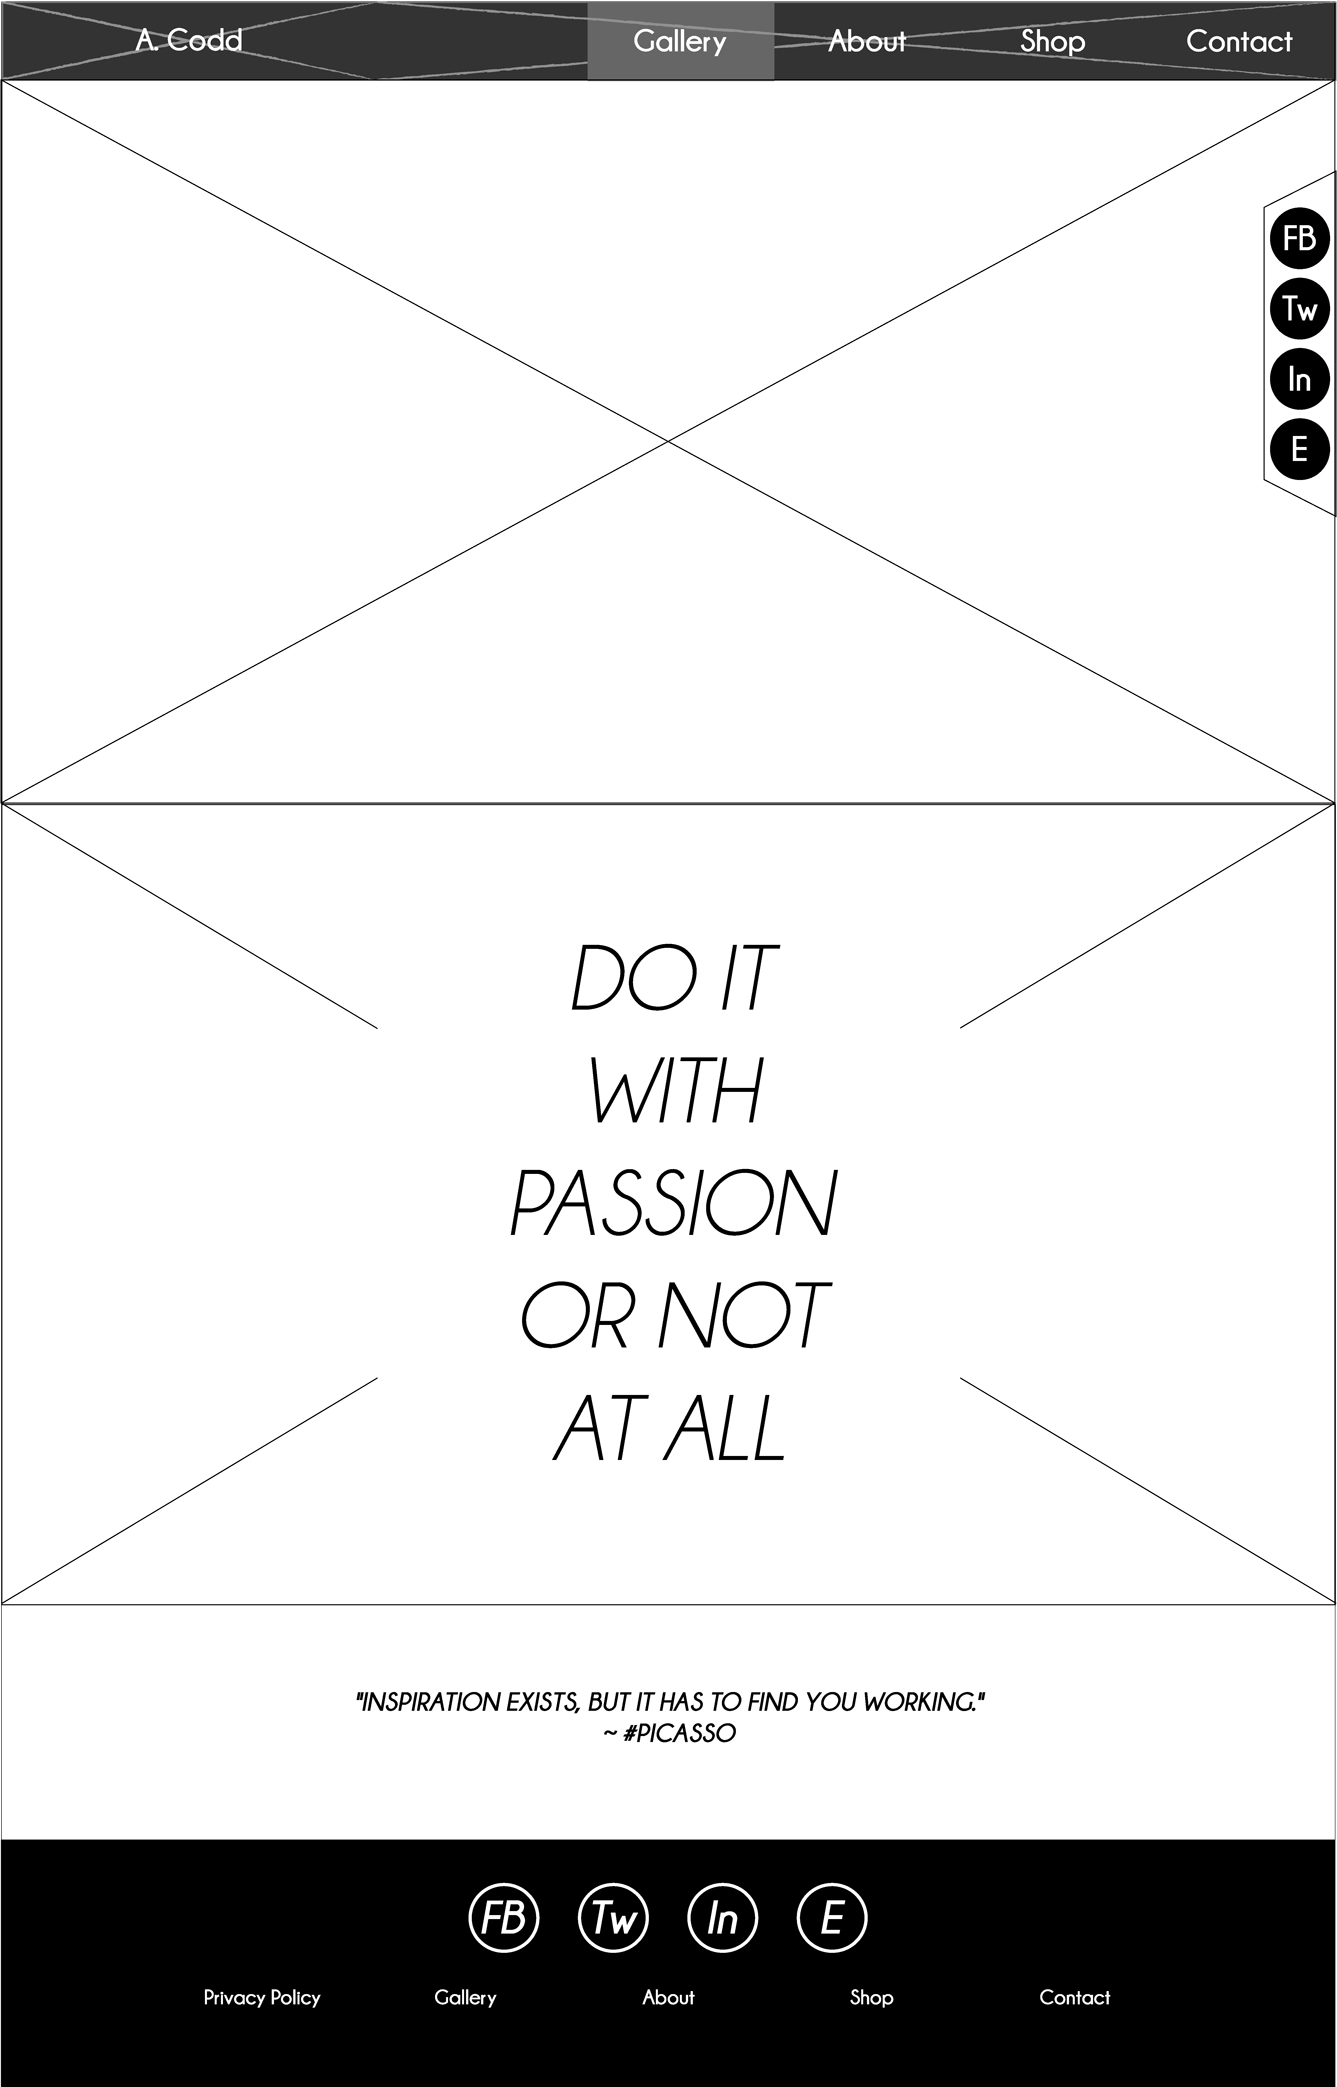 A. Codd Gallery About Shop Contact
FB
Tw
In
E
DO IT
WITH
PASSION
OR NOT
AT ALL
"INSPIRATION EXISTS, BUT IT HAS TO FIND YOU WORKING."
~ #PICASSO
FB Tw In E
Privacy Policy Gallery About Shop Contact